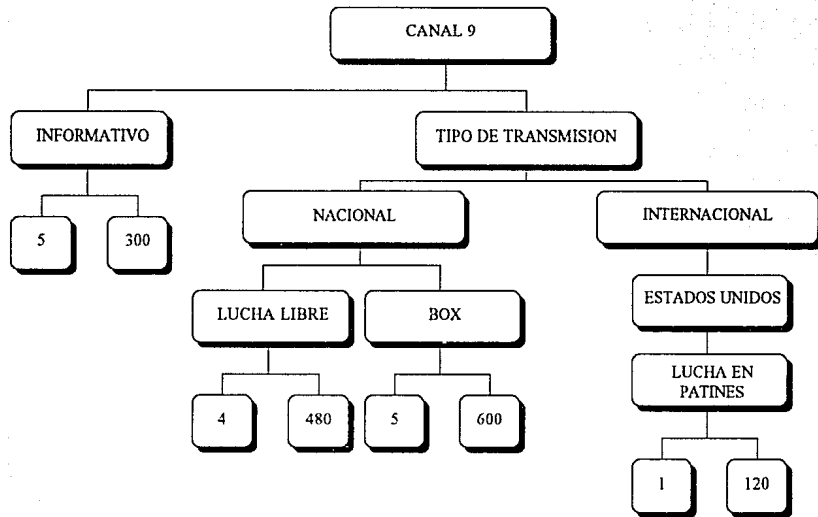 CANAL 9
INFORMATIVO
TIPO DE TRANSMISION
5
300
NACIONAL
INTERNACIONAL
LUCHA LIBRE
BOX
ESTADOS UNIDOS
4
480
5
600
LUCHA EN
PATINES
1
120